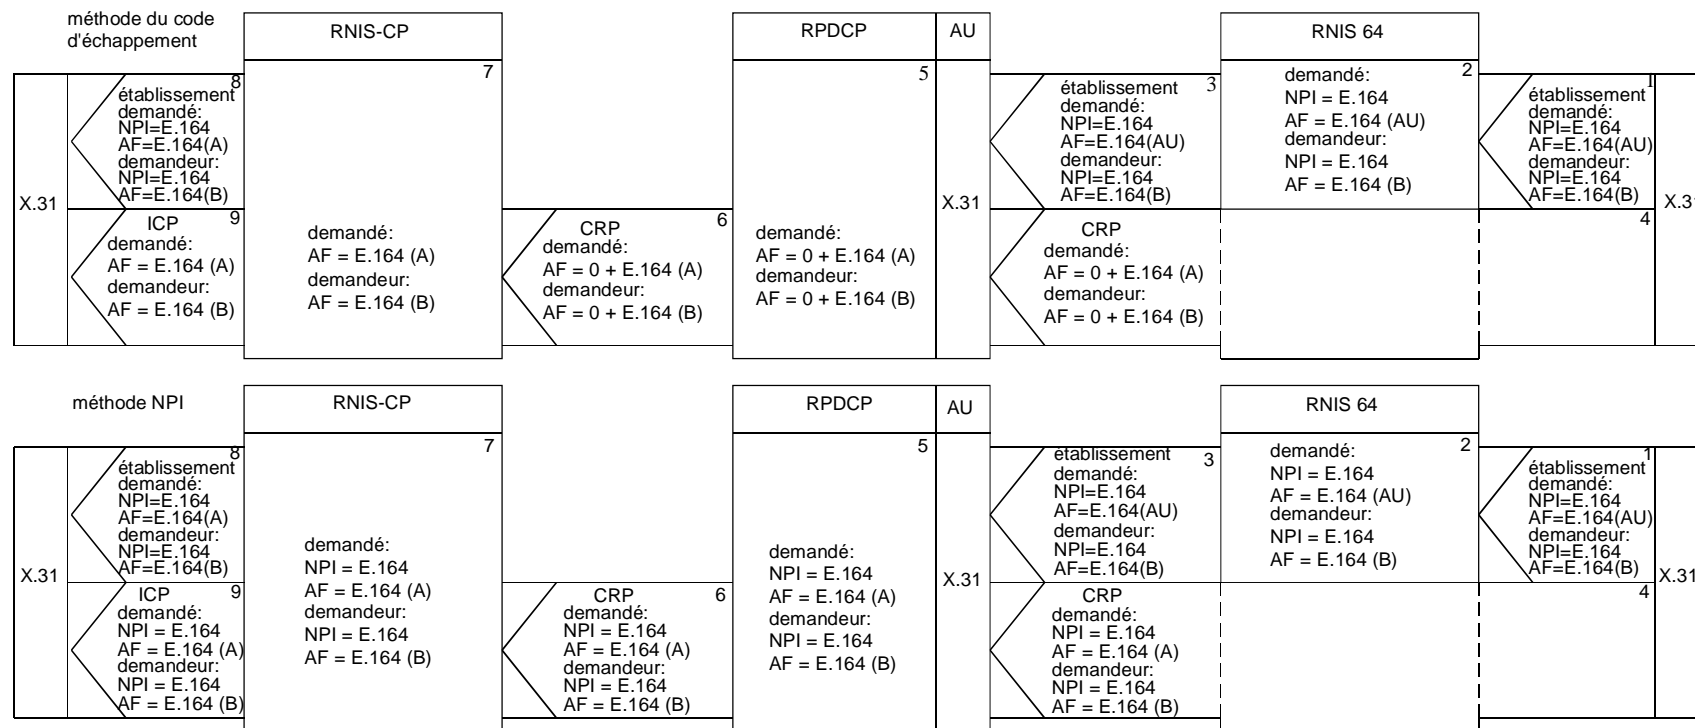 méthode du code
d'échappement
RNIS-CP
RPDCP
AU
RNIS 64
X.31
8
établissement
demandé:
NPI=E.164
AF=E.164(A)
demandeur:
NPI=E.164
AF=E.164(B)
9
ICP
demandé:
AF = E.164 (A)
demandeur:
AF = E.164 (B)
7
demandé:
AF = E.164 (A)
demandeur:
AF = E.164 (B)
6
CRP
demandé:
AF = 0 + E.164 (A)
demandeur:
AF = 0 + E.164 (B)
5
demandé:
AF = 0 + E.164 (A)
demandeur:
AF = 0 + E.164 (B)
X.31
3
établissement
demandé:
NPI=E.164
AF=E.164(AU)
demandeur:
NPI=E.164
AF=E.164(B)
CRP
demandé:
AF = 0 + E.164 (A)
demandeur:
AF = 0 + E.164 (B)
2
demandé:
NPI = E.164
AF = E.164 (AU)
demandeur:
NPI = E.164
AF = E.164 (B)
1
établissement
demandé:
NPI=E.164
AF=E.164(AU)
demandeur:
NPI=E.164
AF=E.164(B)
4
X.31
méthode NPI
RNIS-CP
RPDCP
AU
RNIS 64
X.31
8
établissement
demandé:
NPI=E.164
AF=E.164(A)
demandeur:
NPI=E.164
AF=E.164(B)
9
ICP
demandé:
NPI = E.164
AF = E.164 (A)
demandeur:
NPI = E.164
AF = E.164 (B)
7
demandé:
NPI = E.164
AF = E.164 (A)
demandeur:
NPI = E.164
AF = E.164 (B)
6
CRP
demandé:
NPI = E.164
AF = E.164 (A)
demandeur:
NPI = E.164
AF = E.164 (B)
5
demandé:
NPI = E.164
AF = E.164 (A)
demandeur:
NPI = E.164
AF = E.164 (B)
X.31
3
établissement
demandé:
NPI=E.164
AF=E.164(AU)
demandeur:
NPI=E.164
AF=E.164(B)
CRP
demandé:
NPI = E.164
AF = E.164 (A)
demandeur:
NPI = E.164
AF = E.164 (B)
2
demandé:
NPI = E.164
AF = E.164 (AU)
demandeur:
NPI = E.164
AF = E.164 (B)
1
établissement
demandé:
NPI=E.164
AF=E.164(AU)
demandeur:
NPI=E.164
AF=E.164(B)
4
X.31